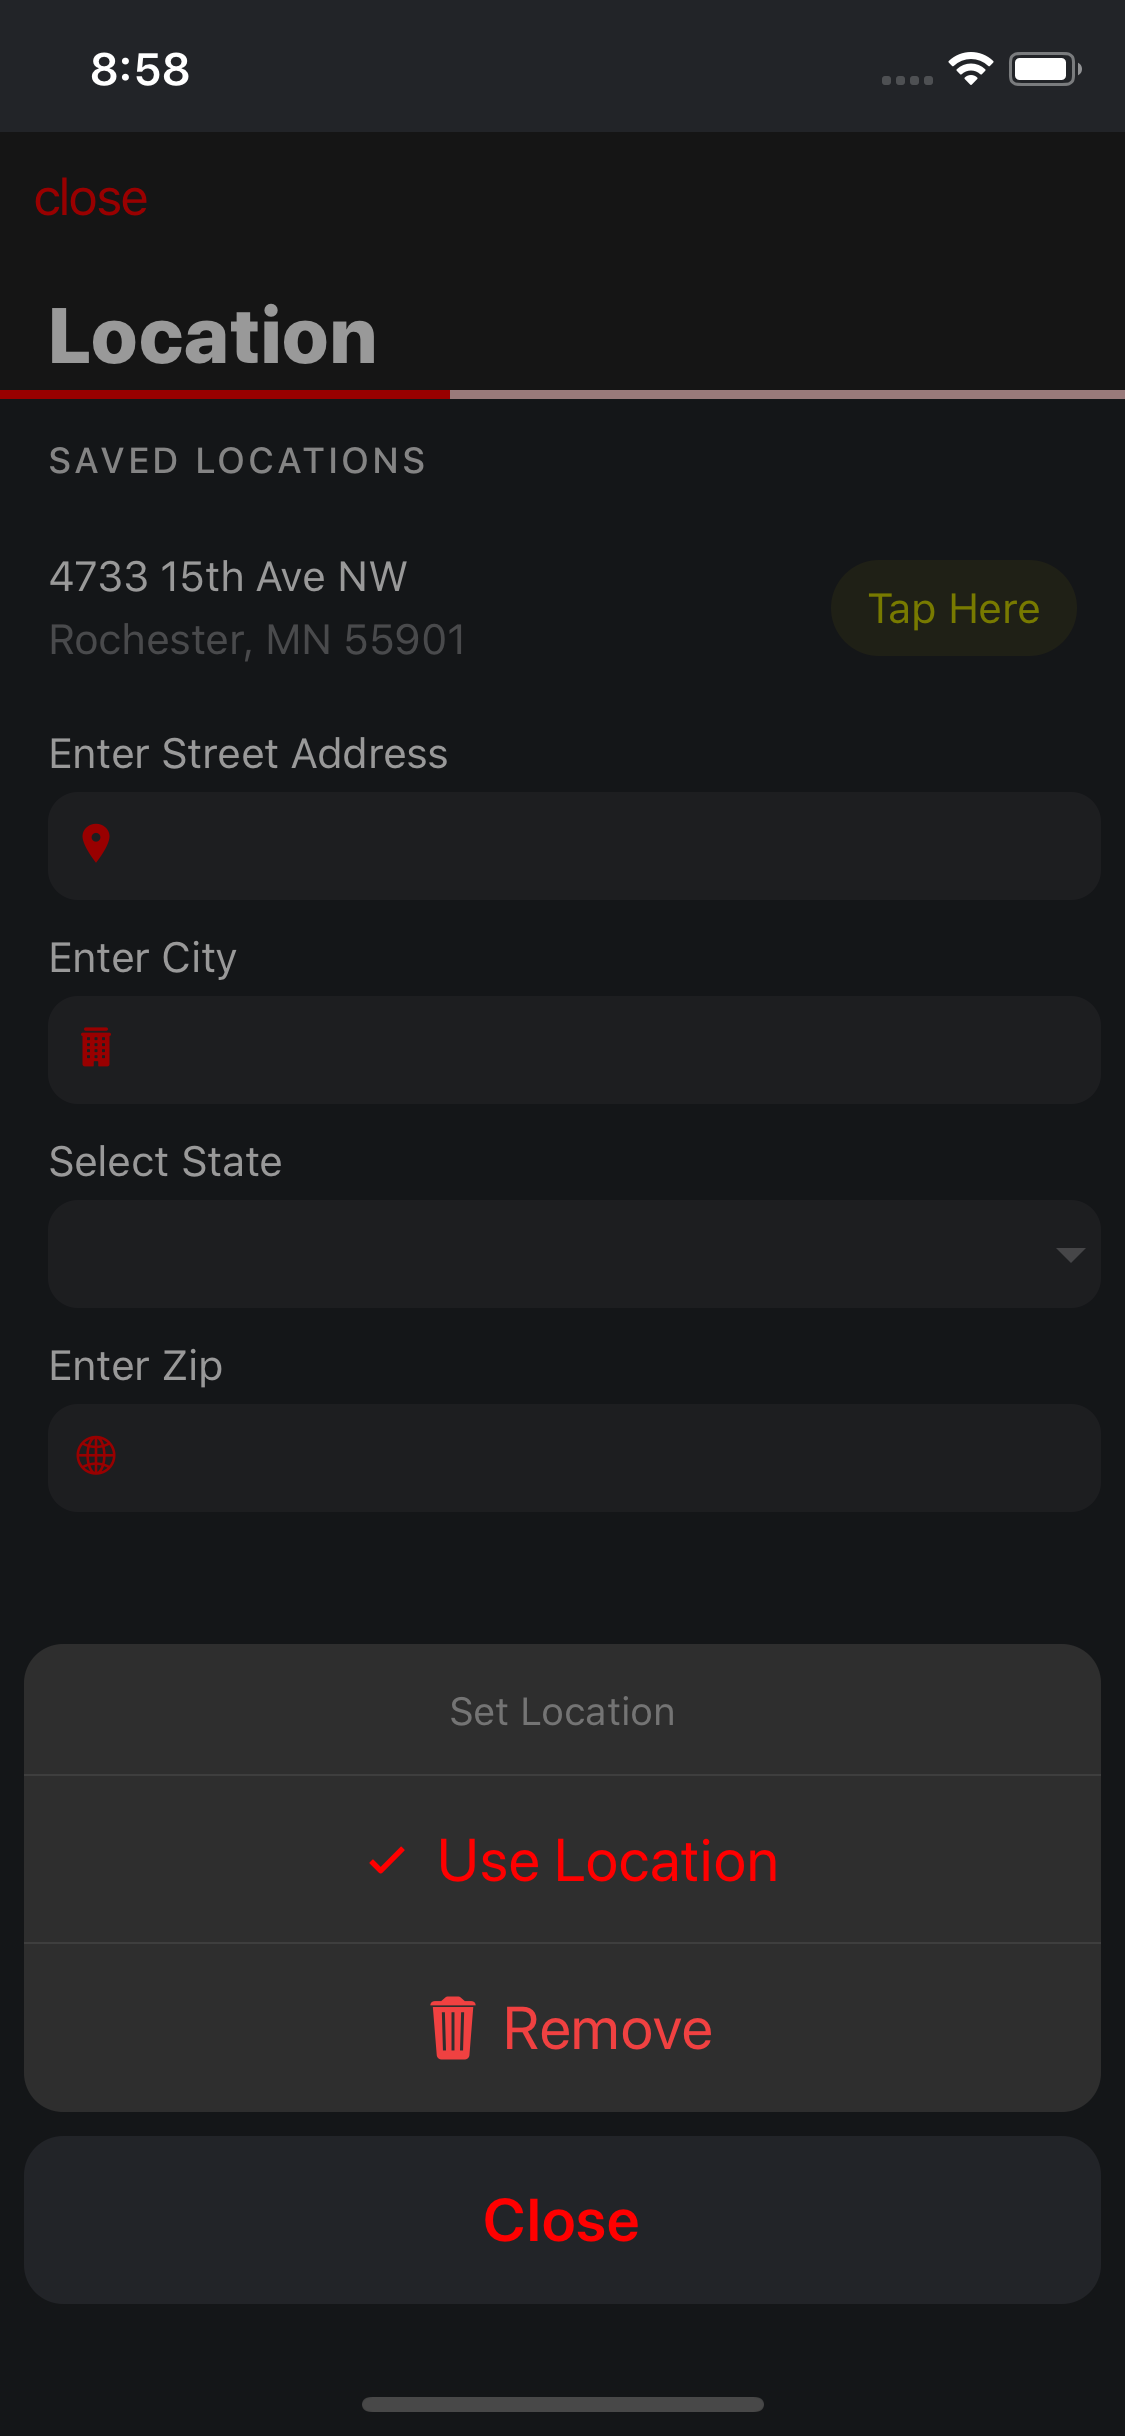 8:58
close
Location
SAVED LOCATIONS
4733 15th Ave NW
Rochester, MN 55901
Tap Here
Enter Street Address
Enter City
Select State
Enter Zip
Set Location
Use Location
Remove
Close